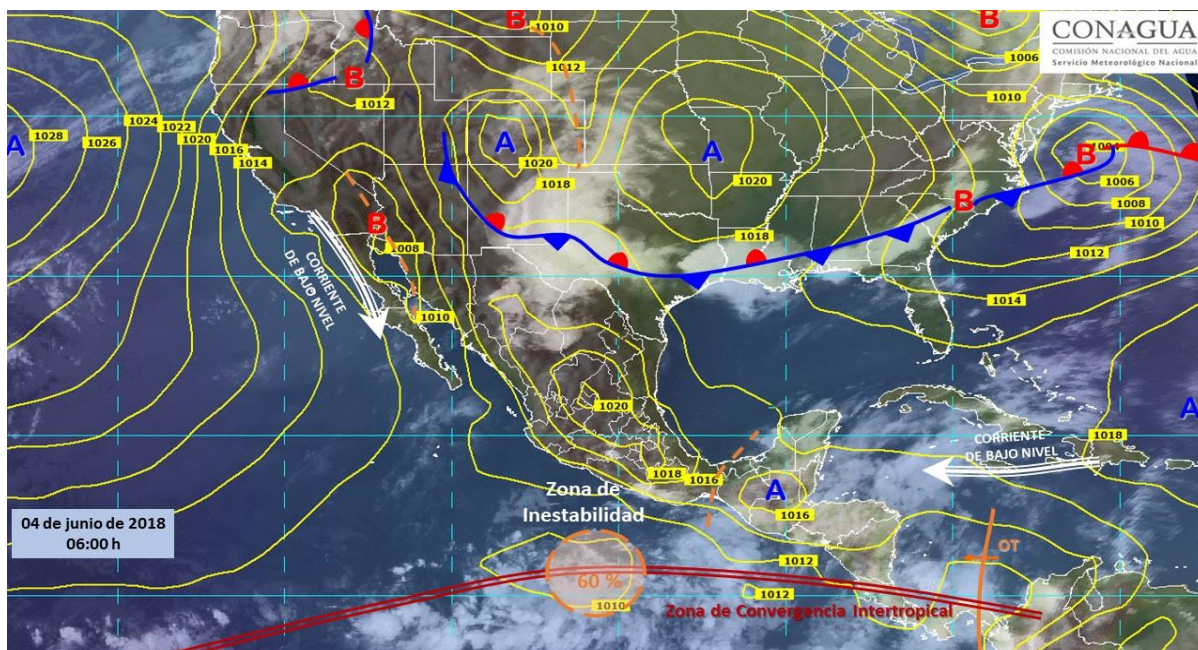 B
1010
B
CONAGUA
COMISIÓN NACIONAL DEL AGUA
Servicio Meteorológico Nacional
1006
B
1012
1012
1010
1028
1026
1024
1022
1020
1016
1014
A
A
1020
1018
A
1020
1018
B
1004
1006
1008
1010
1012
B
B
1008
1010
CORRIENTE
DE BAJO NIVEL
1014
1020
A
1018
CORRIENTE
DE BAJO NIVEL
1018
1016
A
1016
Zona de
Inestabilidad
04 de junio de 2018
06:00 h
OT
1012
60 %
1010
1012
Zona de Convergencia Intertropical